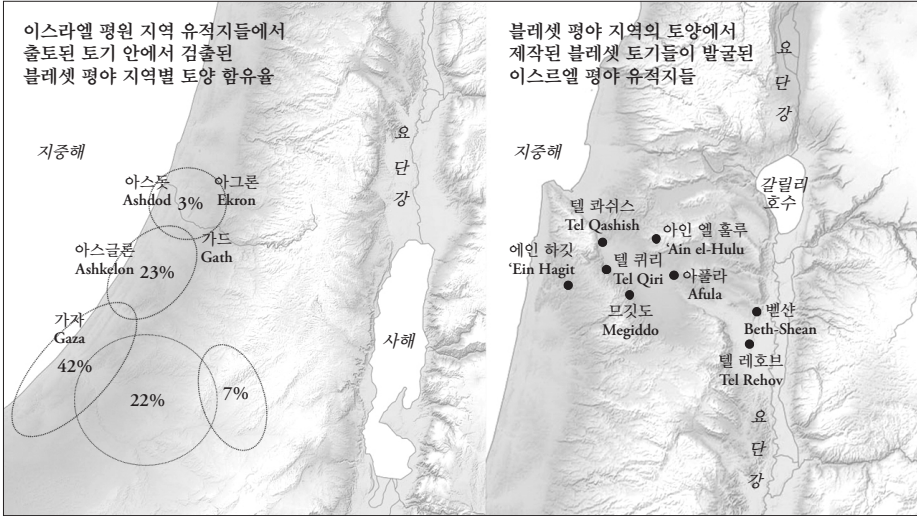 이스라엘 평원 지역 유적지들에서
출토된 토기 안에서 검출된
블레셋 평야 지역별 토양 함유율
지중해
요
단
강
아스돗
Ashdod
3%
아그론
Ekron
가드
Gath
아스글론
Ashkelon
23%
가자
Gaza
42%
22%
7%
사해
블레셋 평야 지역의 토양에서
제작된 블레셋 토기들이 발굴된
이스르엘 평야 유적지들
요
단
강
지중해
갈릴리
호수
텔 콰쉬스
Tel Qashish
아인 엘 훌루
‘Ain el-Hulu
에인 하깃
‘Ein Hagit
텔 퀴리
Tel Qiri
아풀라
Afula
므깃도
Megiddo
벧샨
Beth-Shean
텔 레호브
Tel Rehov
요
단
강